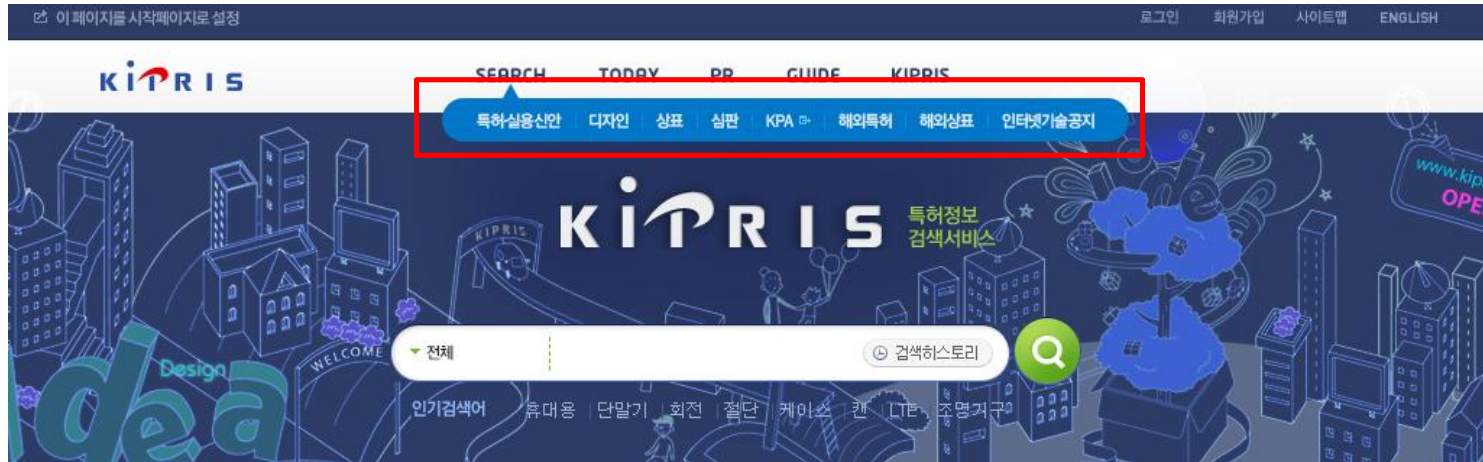 이 페이지를 시작페이지로 설정
로그인 회원가입 사이트맵 ENGLISH
KIPRIS SEARCH TODAY PR GUIDE KIPRIS
특허·실용신안 디자인 상표 심판 KPA 해외특허 해외상표 인터넷기술공지
www.kip
OPE
KIPRIS
KIPRIS 특허정보
검색서비스
WELCOME
전체 검색히스토리
Design
Idea
인기검색어 휴대용 단말기 회전 절단 케이스 캔 LTE 조명기구